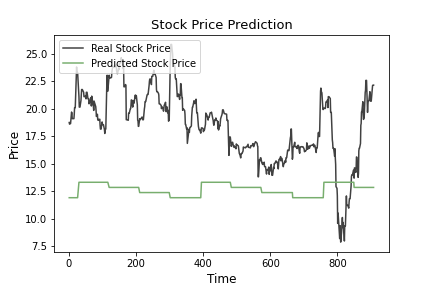 Stock Price Prediction
Real Stock Price
Predicted Stock Price
25.0
22.5
20.0
17.5
15.0
12.5
10.0
7.5
Price
0 200 400 600 800
Time